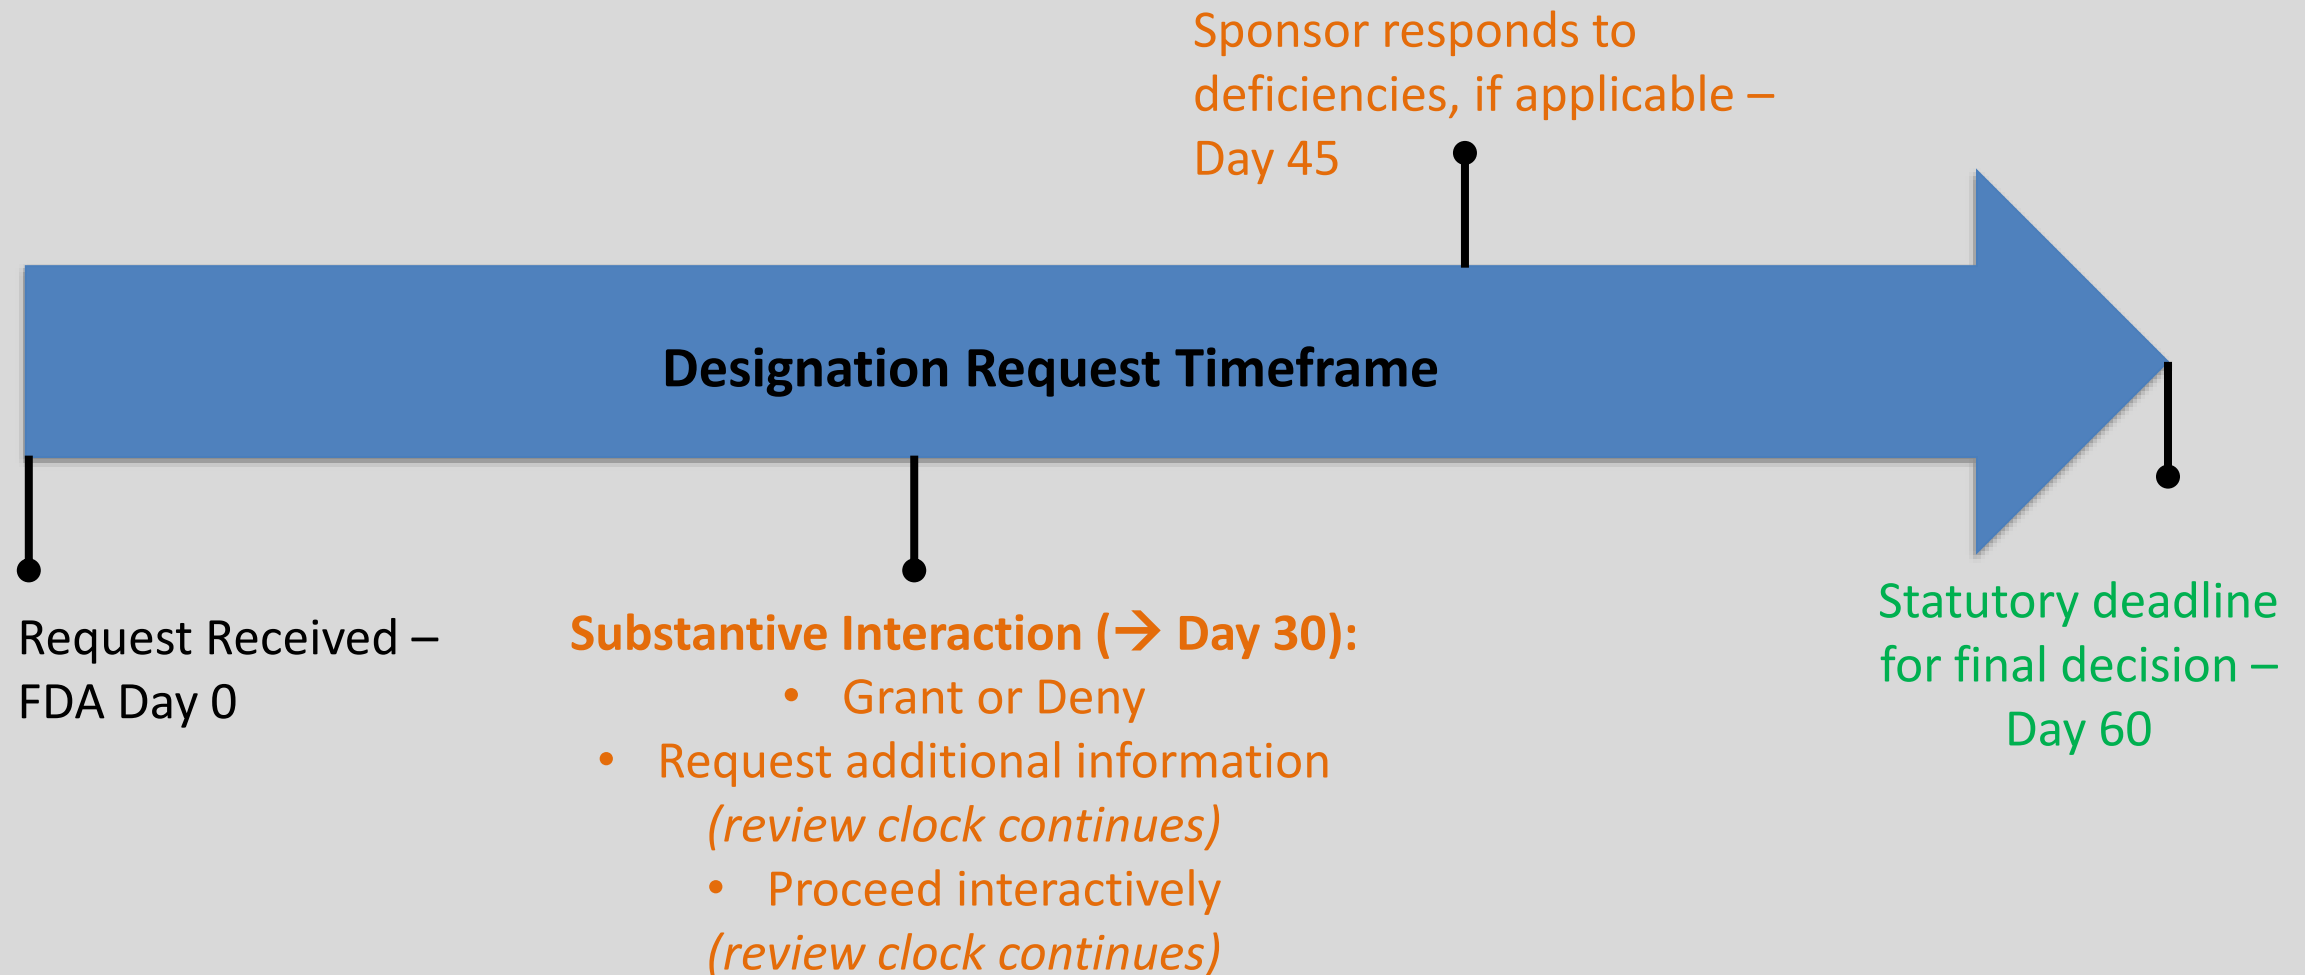 Sponsor responds to
deficiencies, if applicable –
Day 45
Designation Request Timeframe
Request Received –
FDA Day 0
Substantive Interaction (→ Day 30):
• Grant or Deny
• Request additional information
(review clock continues)
• Proceed interactively
(review clock continues)
Statutory deadline
for final decision –
Day 60